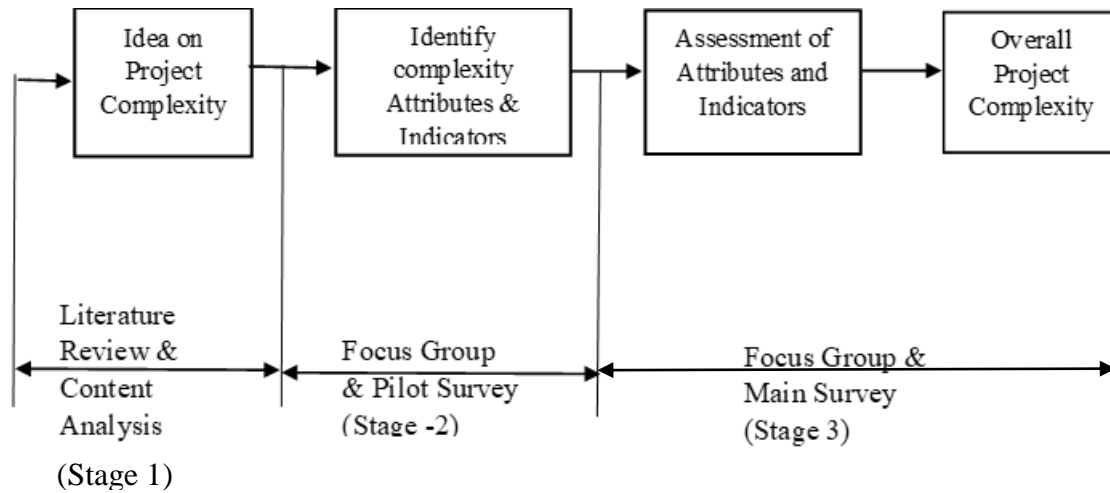 Idea on
Project
Complexity
Identify
complexity
Attributes &
Indicators
Assessment of
Attributes and
Indicators
Overall
Project
Complexity
Literature
Review &
Content
Analysis
(Stage 1)
Focus Group
& Pilot Survey
(Stage -2)
Focus Group &
Main Survey
(Stage 3)